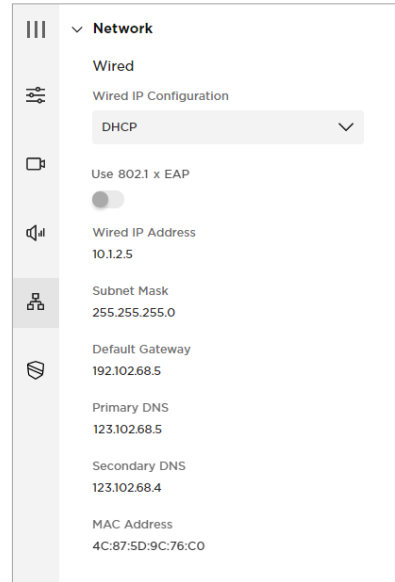 Network
Wired
Wired IP Configuration
DHCP
Use 802.1 x EAP
Wired IP Address
10.1.2.5
Subnet Mask
255.255.255.0
Default Gateway
192.102.68.5
Primary DNS
123.102.68.5
Secondary DNS
123.102.68.4
MAC Address
4C:87:5D:9C:76:C0